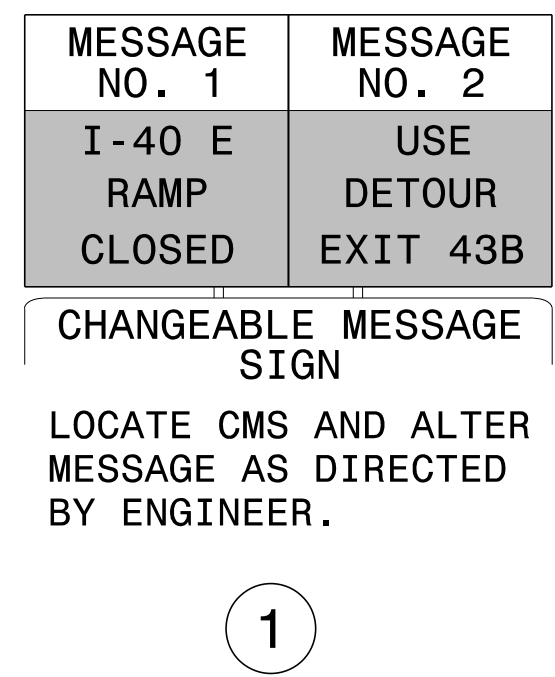 MESSAGE
NO. 1
MESSAGE
NO. 2
I-40 E
RAMP
CLOSED
USE
DETOUR
EXIT 43B
CHANGEABLE MESSAGE
SIGN
LOCATE CMS AND ALTER
MESSAGE AS DIRECTED
BY ENGINEER.
1